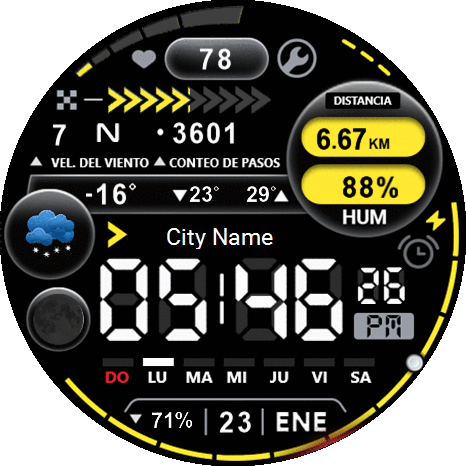 78
DISTANCIA
6.67 KM
88%
HUM
7 N •3601
▲ VEL. DEL VIENTO ▲ CONTEO DE PASOS
-16° ▼23° 29°▲
City Name
05:46 26
PM
DO LU MA MI JU VI SA
▼ 71% | 23 | ENE